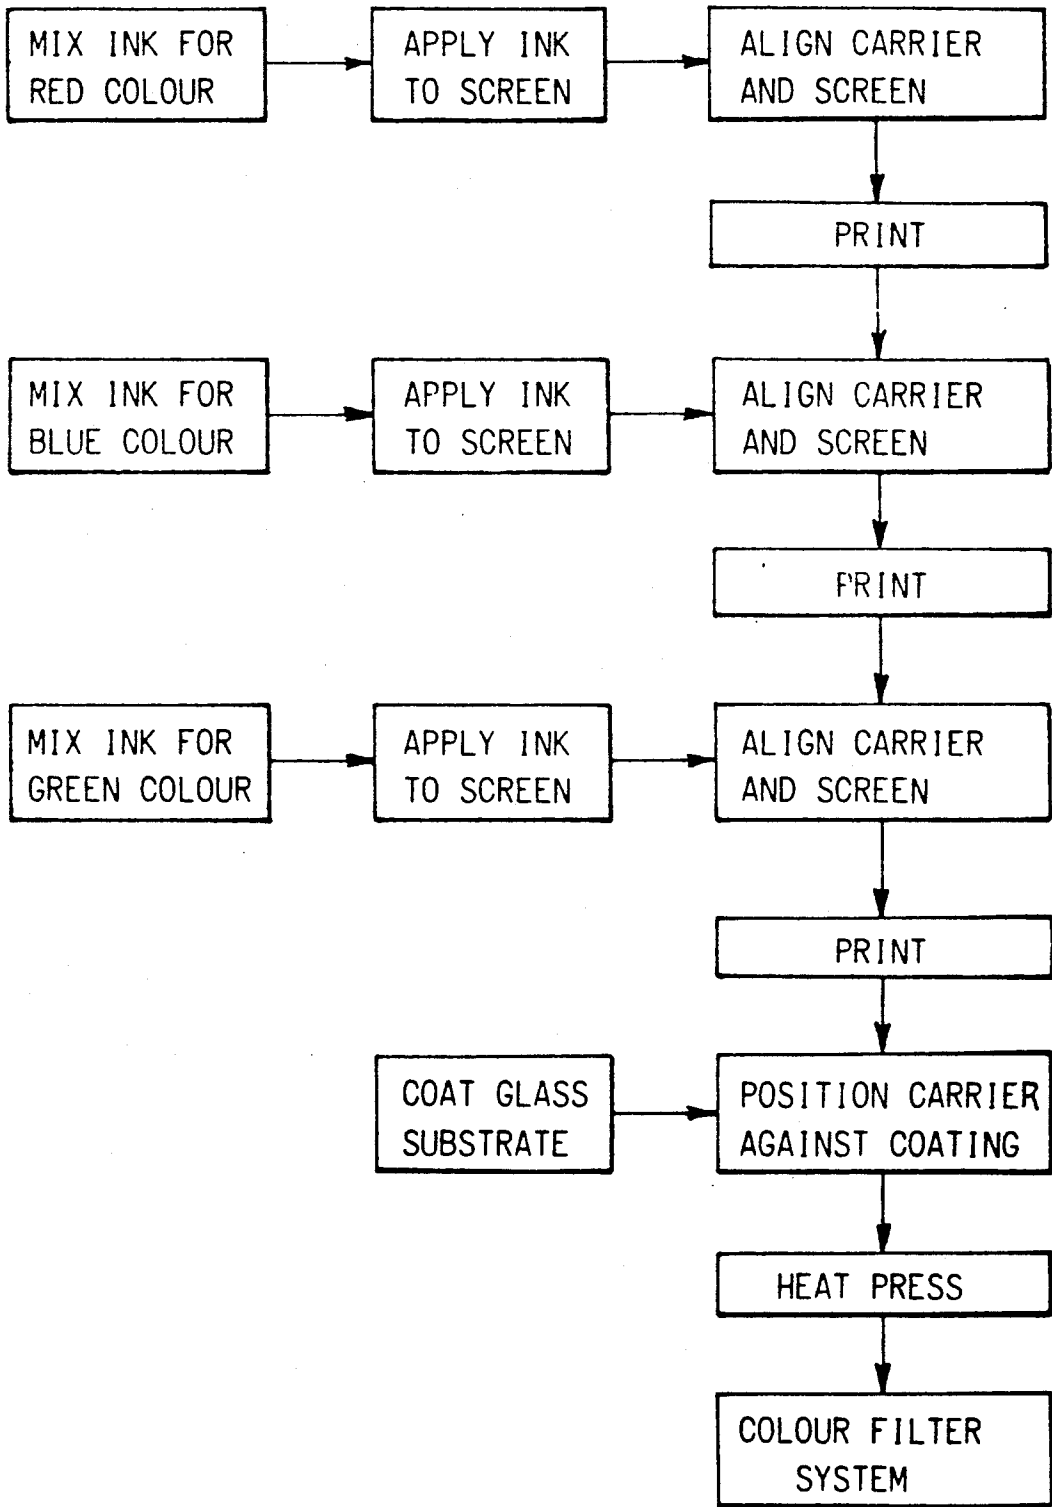 MIX INK FOR
RED COLOUR
APPLY INK
TO SCREEN
ALIGN CARRIER
AND SCREEN
PRINT
MIX INK FOR
BLUE COLOUR
APPLY INK
TO SCREEN
ALIGN CARRIER
AND SCREEN
PRINT
MIX INK FOR
GREEN COLOUR
APPLY INK
TO SCREEN
ALIGN CARRIER
AND SCREEN
PRINT
COAT GLASS
SUBSTRATE
POSITION CARRIER
AGAINST COATING
HEAT PRESS
COLOUR FILTER
SYSTEM